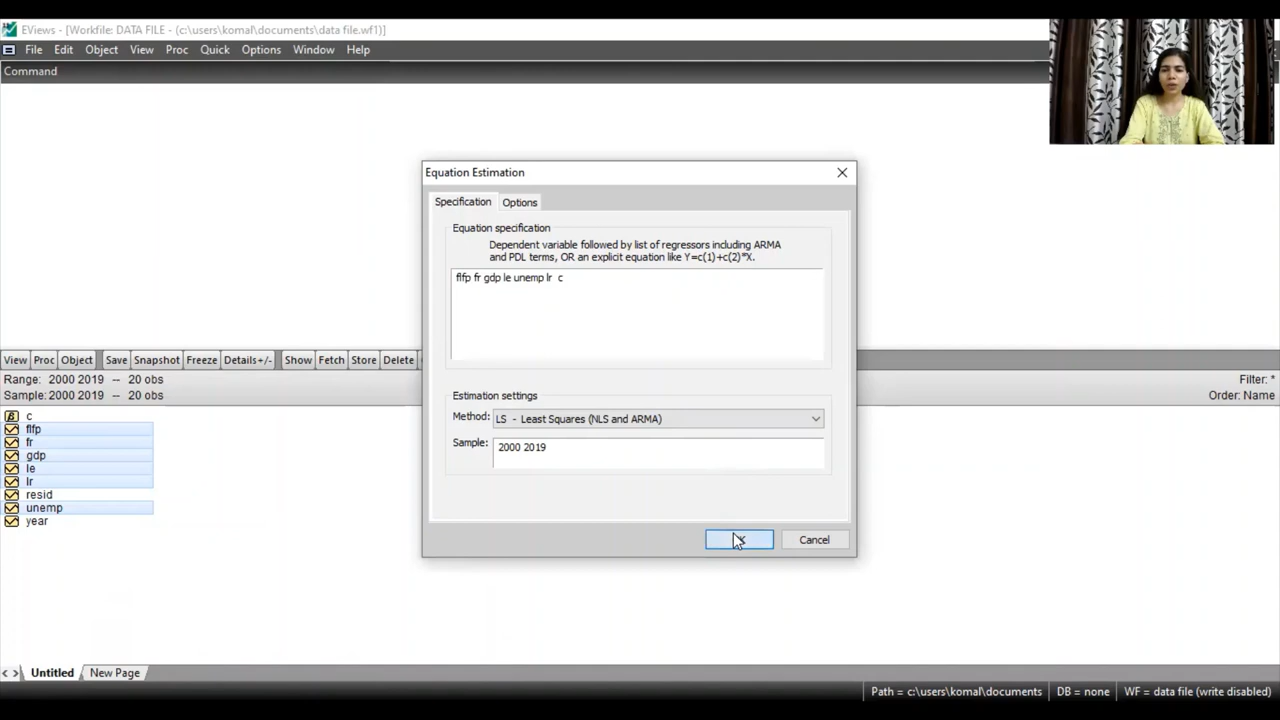 EViews - [Workfile: DATA FILE - (c:\users\komal\documents\data file.wf1)]
File Edit Object View Proc Quick Options Window Help
Command
Equation Estimation
Specification Options
Equation specification
Dependent variable followed by list of regressors including ARMA
and PDL terms, OR an explicit equation like Y=c(1)+c(2)*X.
flfp fr gdp le unemp lr  c
View Proc Object Save Snapshot Freeze Details+/- Show Fetch Store Delete
Range: 2000 2019 -- 20 obs
Filter: *
Sample: 2000 2019 -- 20 obs
Order: Name
Estimation settings
Method: LS - Least Squares (NLS and ARMA)
Sample: 2000 2019
c
flfp
fr
gdp
le
lr
resid
unemp
year
Cancel
Untitled New Page
Path = c:\users\komal\documents DB = none WF = data file (write disabled)